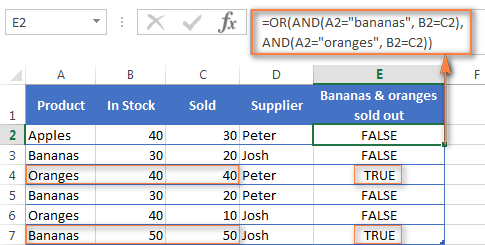 E2 fx =OR(AND(A2="bananas", B2=C2),
AND(A2="oranges", B2=C2))
A B C D E F
1 Product In Stock Sold Supplier Bananas & oranges
sold out
2 Apples 40 30 Peter FALSE
3 Bananas 30 20 Josh FALSE
4 Oranges 40 40 Peter TRUE
5 Bananas 30 20 Peter FALSE
6 Oranges 40 10 Josh FALSE
7 Bananas 50 50 Josh TRUE